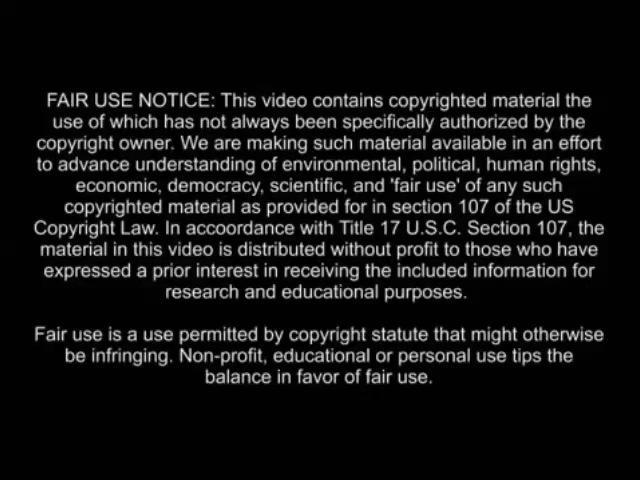 FAIR USE NOTICE: This video contains copyrighted material the
use of which has not always been specifically authorized by the
copyright owner. We are making such material available in an effort
to advance understanding of environmental, political, human rights,
economic, democracy, scientific, and 'fair use' of any such
copyrighted material as provided for in section 107 of the US
Copyright Law. In accoordance with Title 17 U.S.C. Section 107, the
material in this video is distributed without profit to those who have
expressed a prior interest in receiving the included information for
research and educational purposes.
Fair use is a use permitted by copyright statute that might otherwise
be infringing. Non-profit, educational or personal use tips the
balance in favor of fair use.